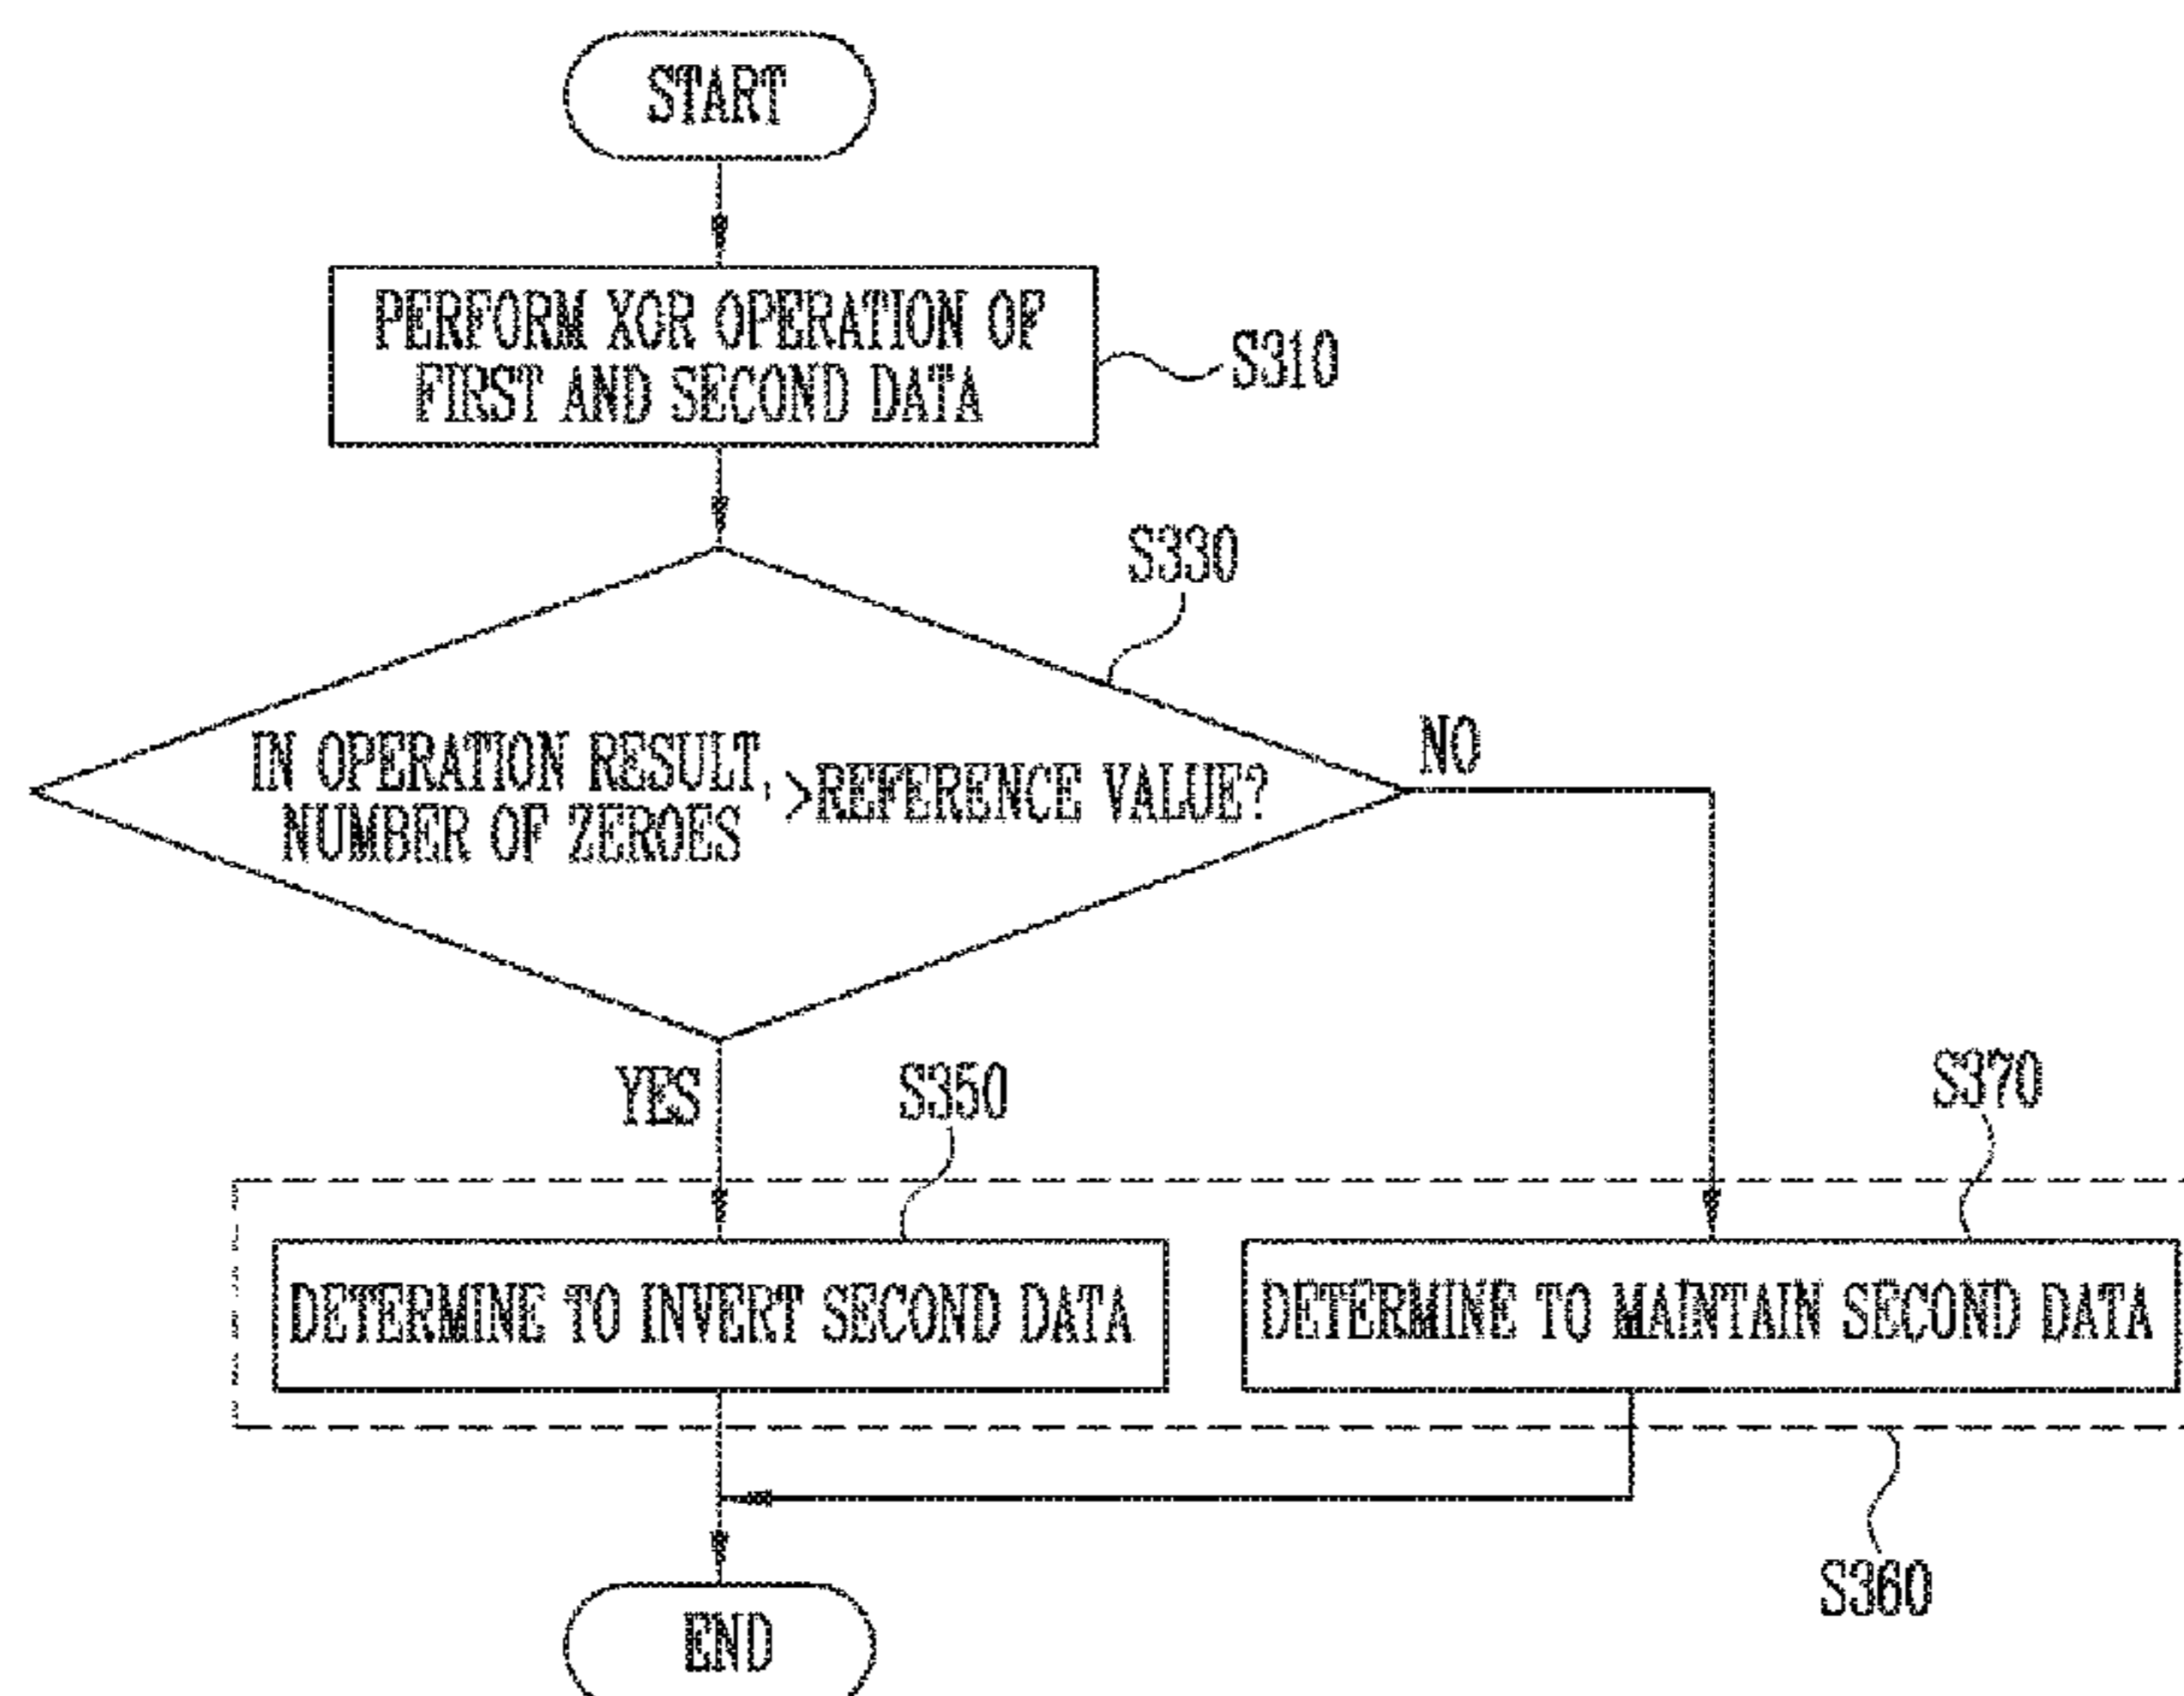 START
PERFORM XOR OPERATION OF
FIRST AND SECOND DATA
S310
S330
IN OPERATION RESULT,
NUMBER OF ZEROES
>REFERENCE VALUE?
NO
YES
S350
S370
DETERMINE TO INVERT SECOND DATA
DETERMINE TO MAINTAIN SECOND DATA
S360
END